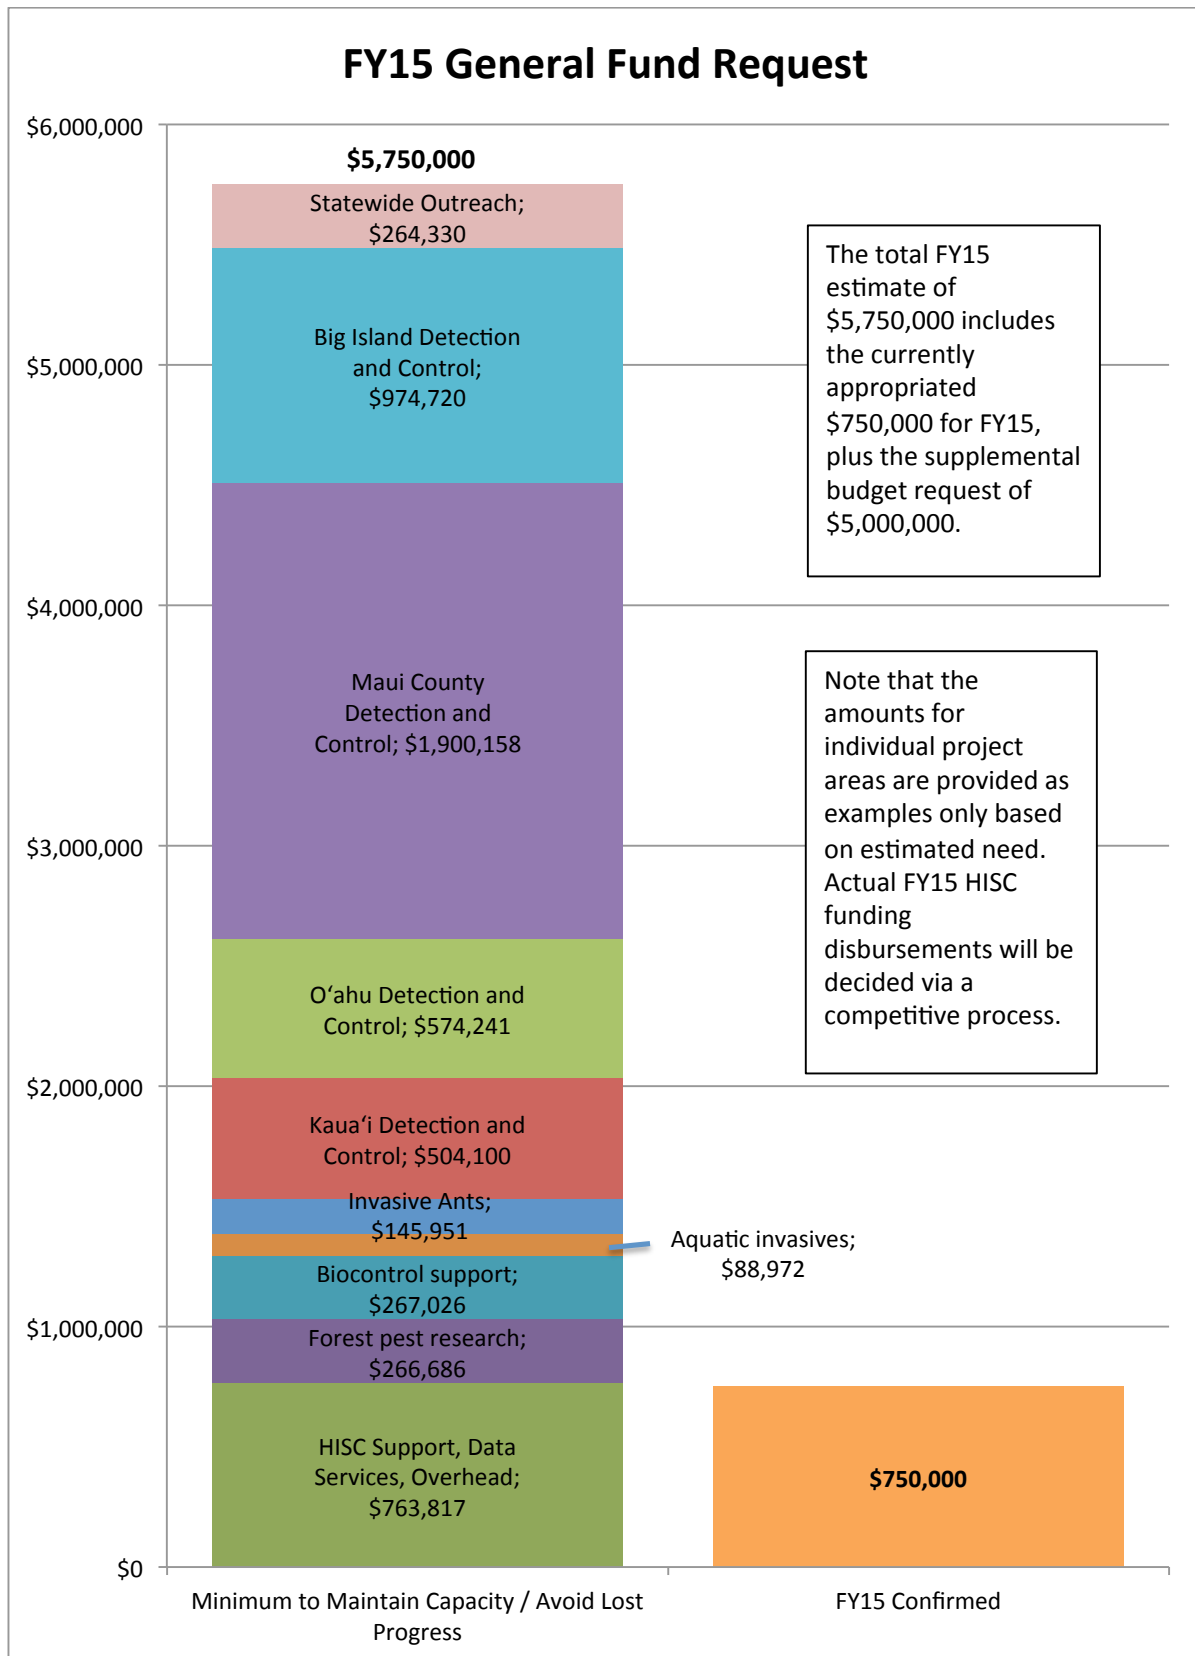 FY15 General Fund Request
$6,000,000
$5,000,000
$4,000,000
$3,000,000
$2,000,000
$1,000,000
$0
$5,750,000
Statewide Outreach;
$264,330
Big Island Detection
and Control;
$974,720
Maui County
Detection and
Control; $1,900,158
Oʻahu Detection and
Control; $574,241
Kauaʻi Detection and
Control; $504,100
Invasive Ants;
$145,951
Aquatic invasives;
$88,972
Biocontrol support;
$267,026
Forest pest research;
$266,686
HISC Support, Data
Services, Overhead;
$763,817
$750,000
The total FY15
estimate of
$5,750,000 includes
the currently
appropriated
$750,000 for FY15,
plus the supplemental
budget request of
$5,000,000.
Note that the
amounts for
individual project
areas are provided as
examples only based
on estimated need.
Actual FY15 HISC
funding
disbursements will be
decided via a
competitive process.
Minimum to Maintain Capacity / Avoid Lost
Progress
FY15 Confirmed